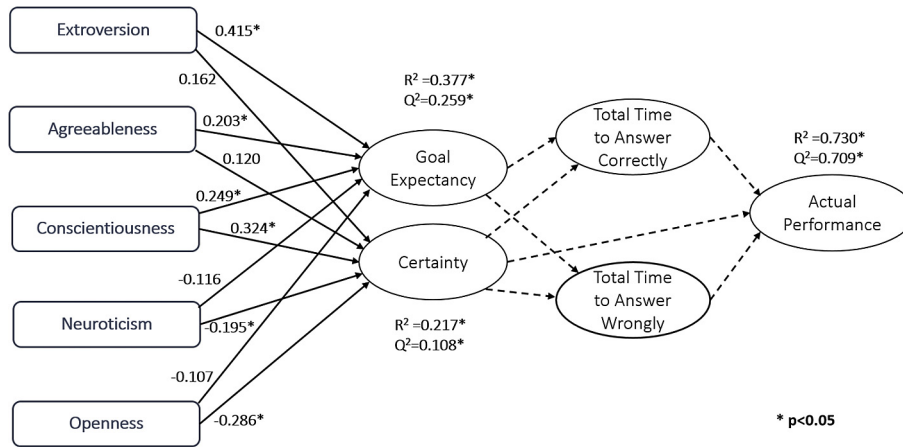 Extroversion
0.415*
0.162
R² =0.377*
Q²=0.259*
Agreeableness
0.203*
0.120
Goal
Expectancy
Total Time
to Answer
Correctly
R² =0.730*
Q²=0.709*
Actual
Performance
Conscientiousness
0.249*
0.324*
Certainty
-0.116
Total Time
to Answer
Wrongly
Neuroticism
-0.195*
R² =0.217*
Q²=0.108*
-0.107
Openness
-0.286*
* p<0.05